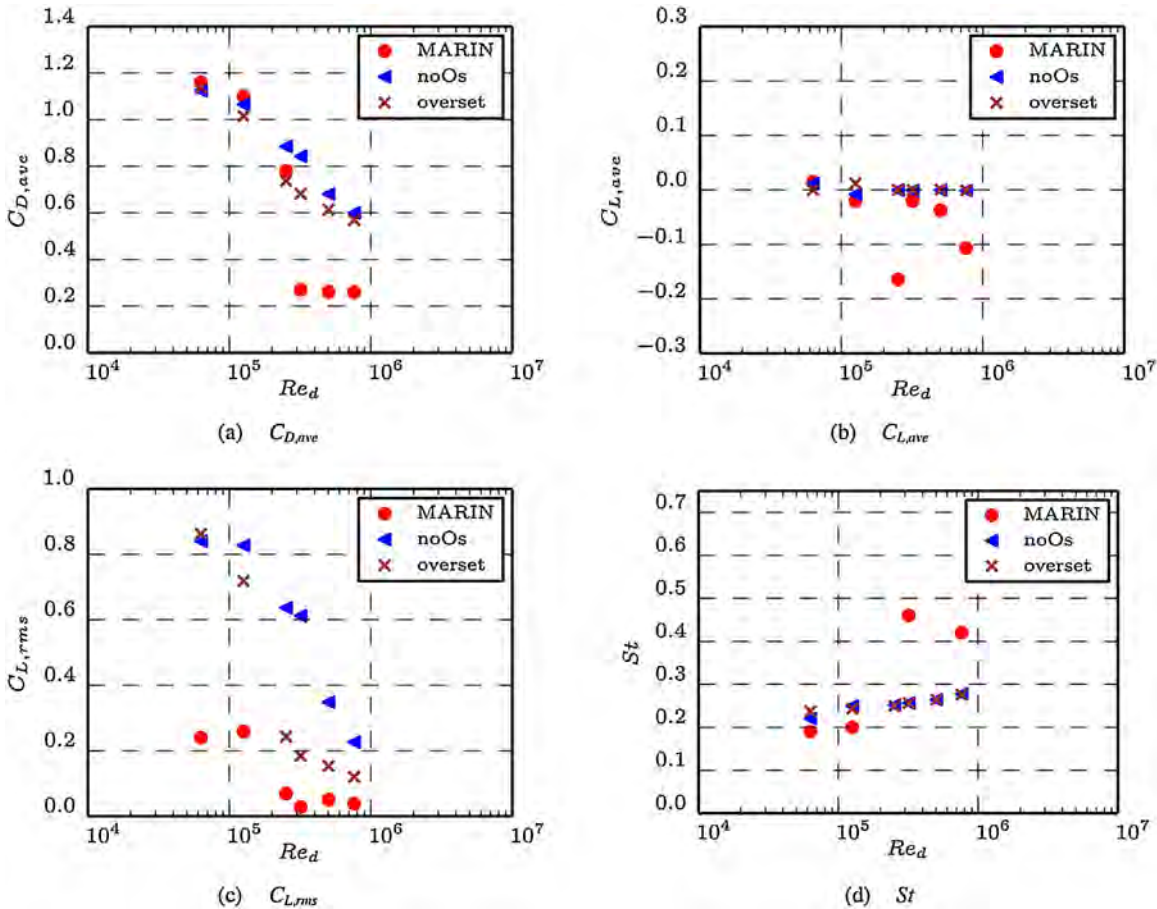 1.4
1.2
1.0
0.8
0.6
0.4
0.2
0.0
C_{D,ave}
MARIN
noOs
overset
10^4
10^5
10^6
10^7
Re_d
(a) C_{D,ave}
0.3
0.2
0.1
0.0
−0.1
−0.2
−0.3
C_{L,ave}
MARIN
noOs
overset
10^4
10^5
10^6
10^7
Re_d
(b) C_{L,ave}
1.0
0.8
0.6
0.4
0.2
0.0
C_{L,rms}
MARIN
noOs
overset
10^4
10^5
10^6
10^7
Re_d
(c) C_{L,rms}
0.7
0.6
0.5
0.4
0.3
0.2
0.1
0.0
St
MARIN
noOs
overset
10^4
10^5
10^6
10^7
Re_d
(d) St